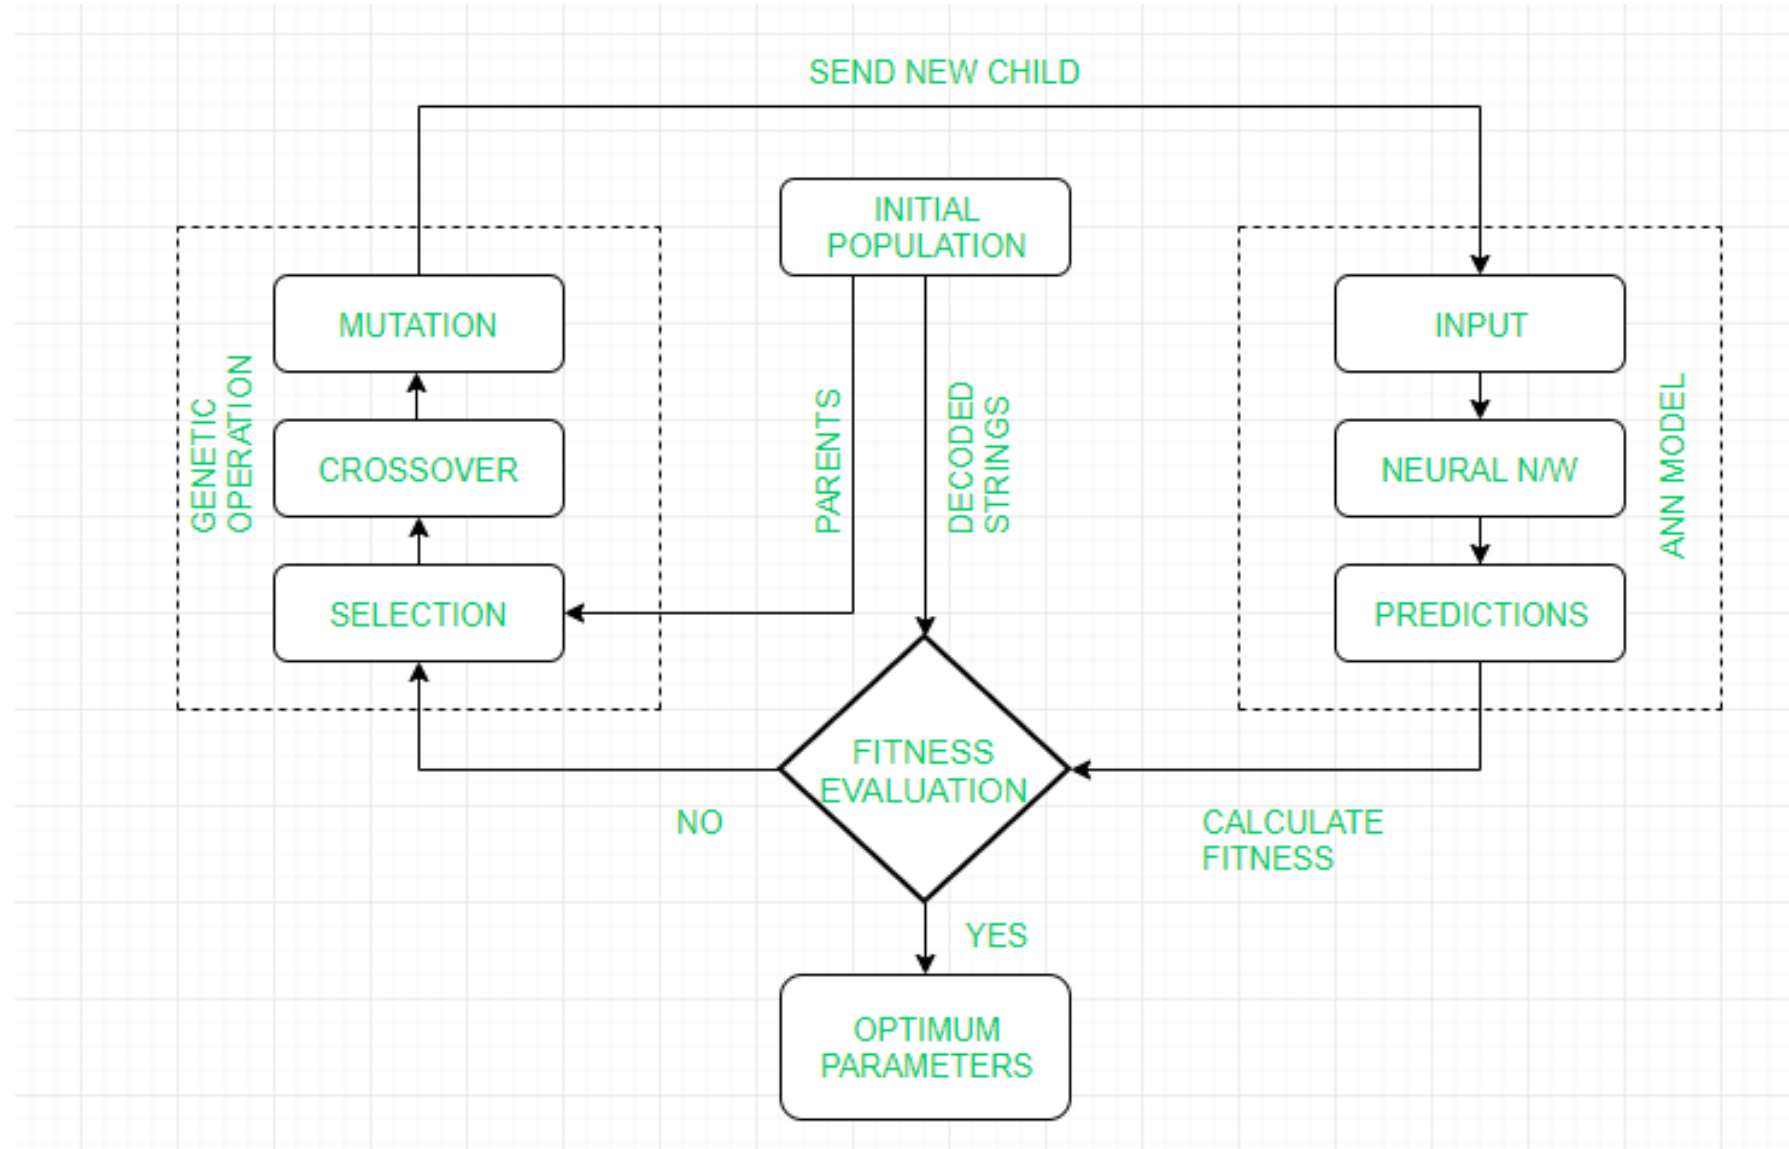 SEND NEW CHILD
INITIAL
POPULATION
MUTATION
CROSSOVER
SELECTION
GENETIC
OPERATION
PARENTS
DECODED
STRINGS
INPUT
NEURAL N/W
PREDICTIONS
ANN MODEL
FITNESS
EVALUATION
NO
CALCULATE
FITNESS
YES
OPTIMUM
PARAMETERS